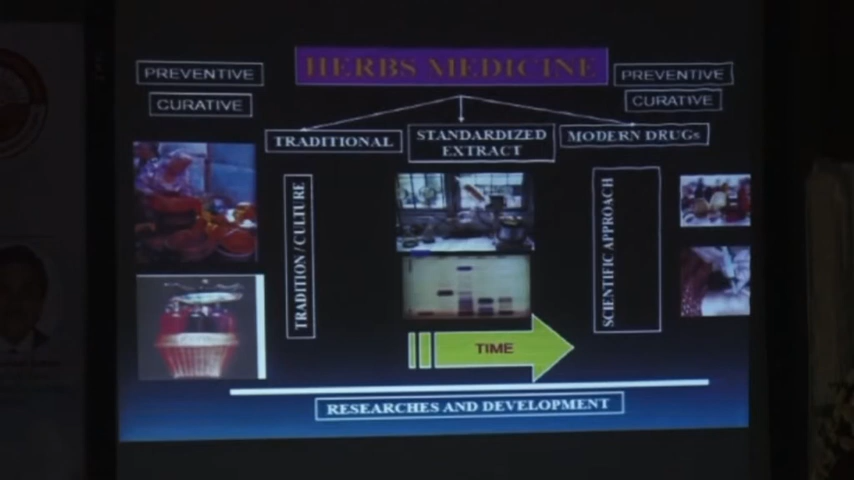 HERBS MEDICINE
PREVENTIVE
CURATIVE
PREVENTIVE
CURATIVE
TRADITIONAL
STANDARDIZED
EXTRACT
MODERN DRUGs
TRADITION / CULTURE
SCIENTIFIC APPROACH
TIME
RESEARCHES AND DEVELOPMENT